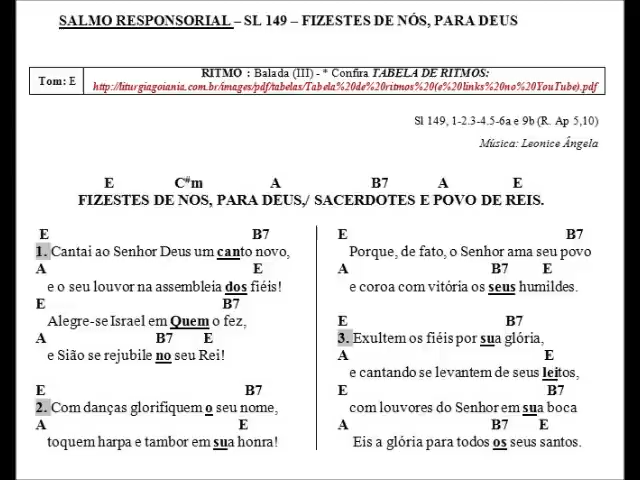 SALMO RESPONSORIAL – SL 149 – FIZESTES DE NÓS, PARA DEUS
Tom: E
RITMO : Balada (III) - * Confira TABELA DE RITMOS:
http://liturgiagoiania.com.br/images/pdf/tabelas/Tabela%20de%20ritmos%20(e%20links%20no%20YouTube).pdf
Sl 149, 1-2.3-4.5-6a e 9b (R. Ap 5,10)
Música: Leonice Ângela
E C#m A B7 A E
FIZESTES DE NOS, PARA DEUS,/ SACERDOTES E POVO DE REIS.
E B7
1. Cantai ao Senhor Deus um canto novo,
A E
e o seu louvor na assembleia dos fiéis!
E B7
Alegre-se Israel em Quem o fez,
A B7 E
e Sião se rejubile no seu Rei!
E B7
2. Com danças glorifiquem o seu nome,
A E
toquem harpa e tambor em sua honra!
E B7
Porque, de fato, o Senhor ama seu povo
A B7 E
e coroa com vitória os seus humildes.
E B7
3. Exultem os fiéis por sua glória,
A E
e cantando se levantem de seus leitos,
E B7
com louvores do Senhor em sua boca
A B7 E
Eis a glória para todos os seus santos.